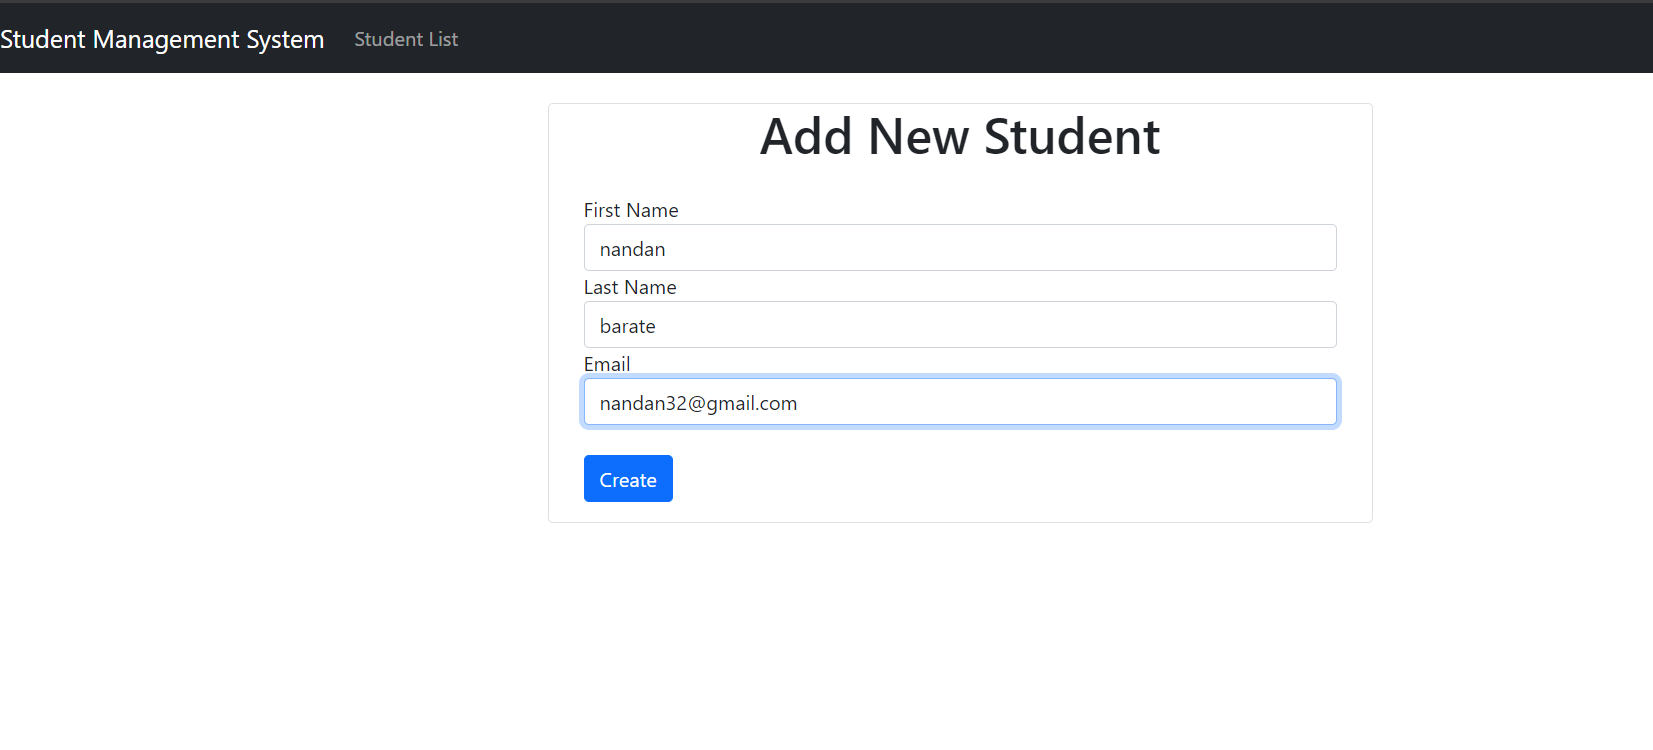 Student Management System Student List
Add New Student
First Name
nandan
Last Name
barate
Email
nandan32@gmail.com
Create